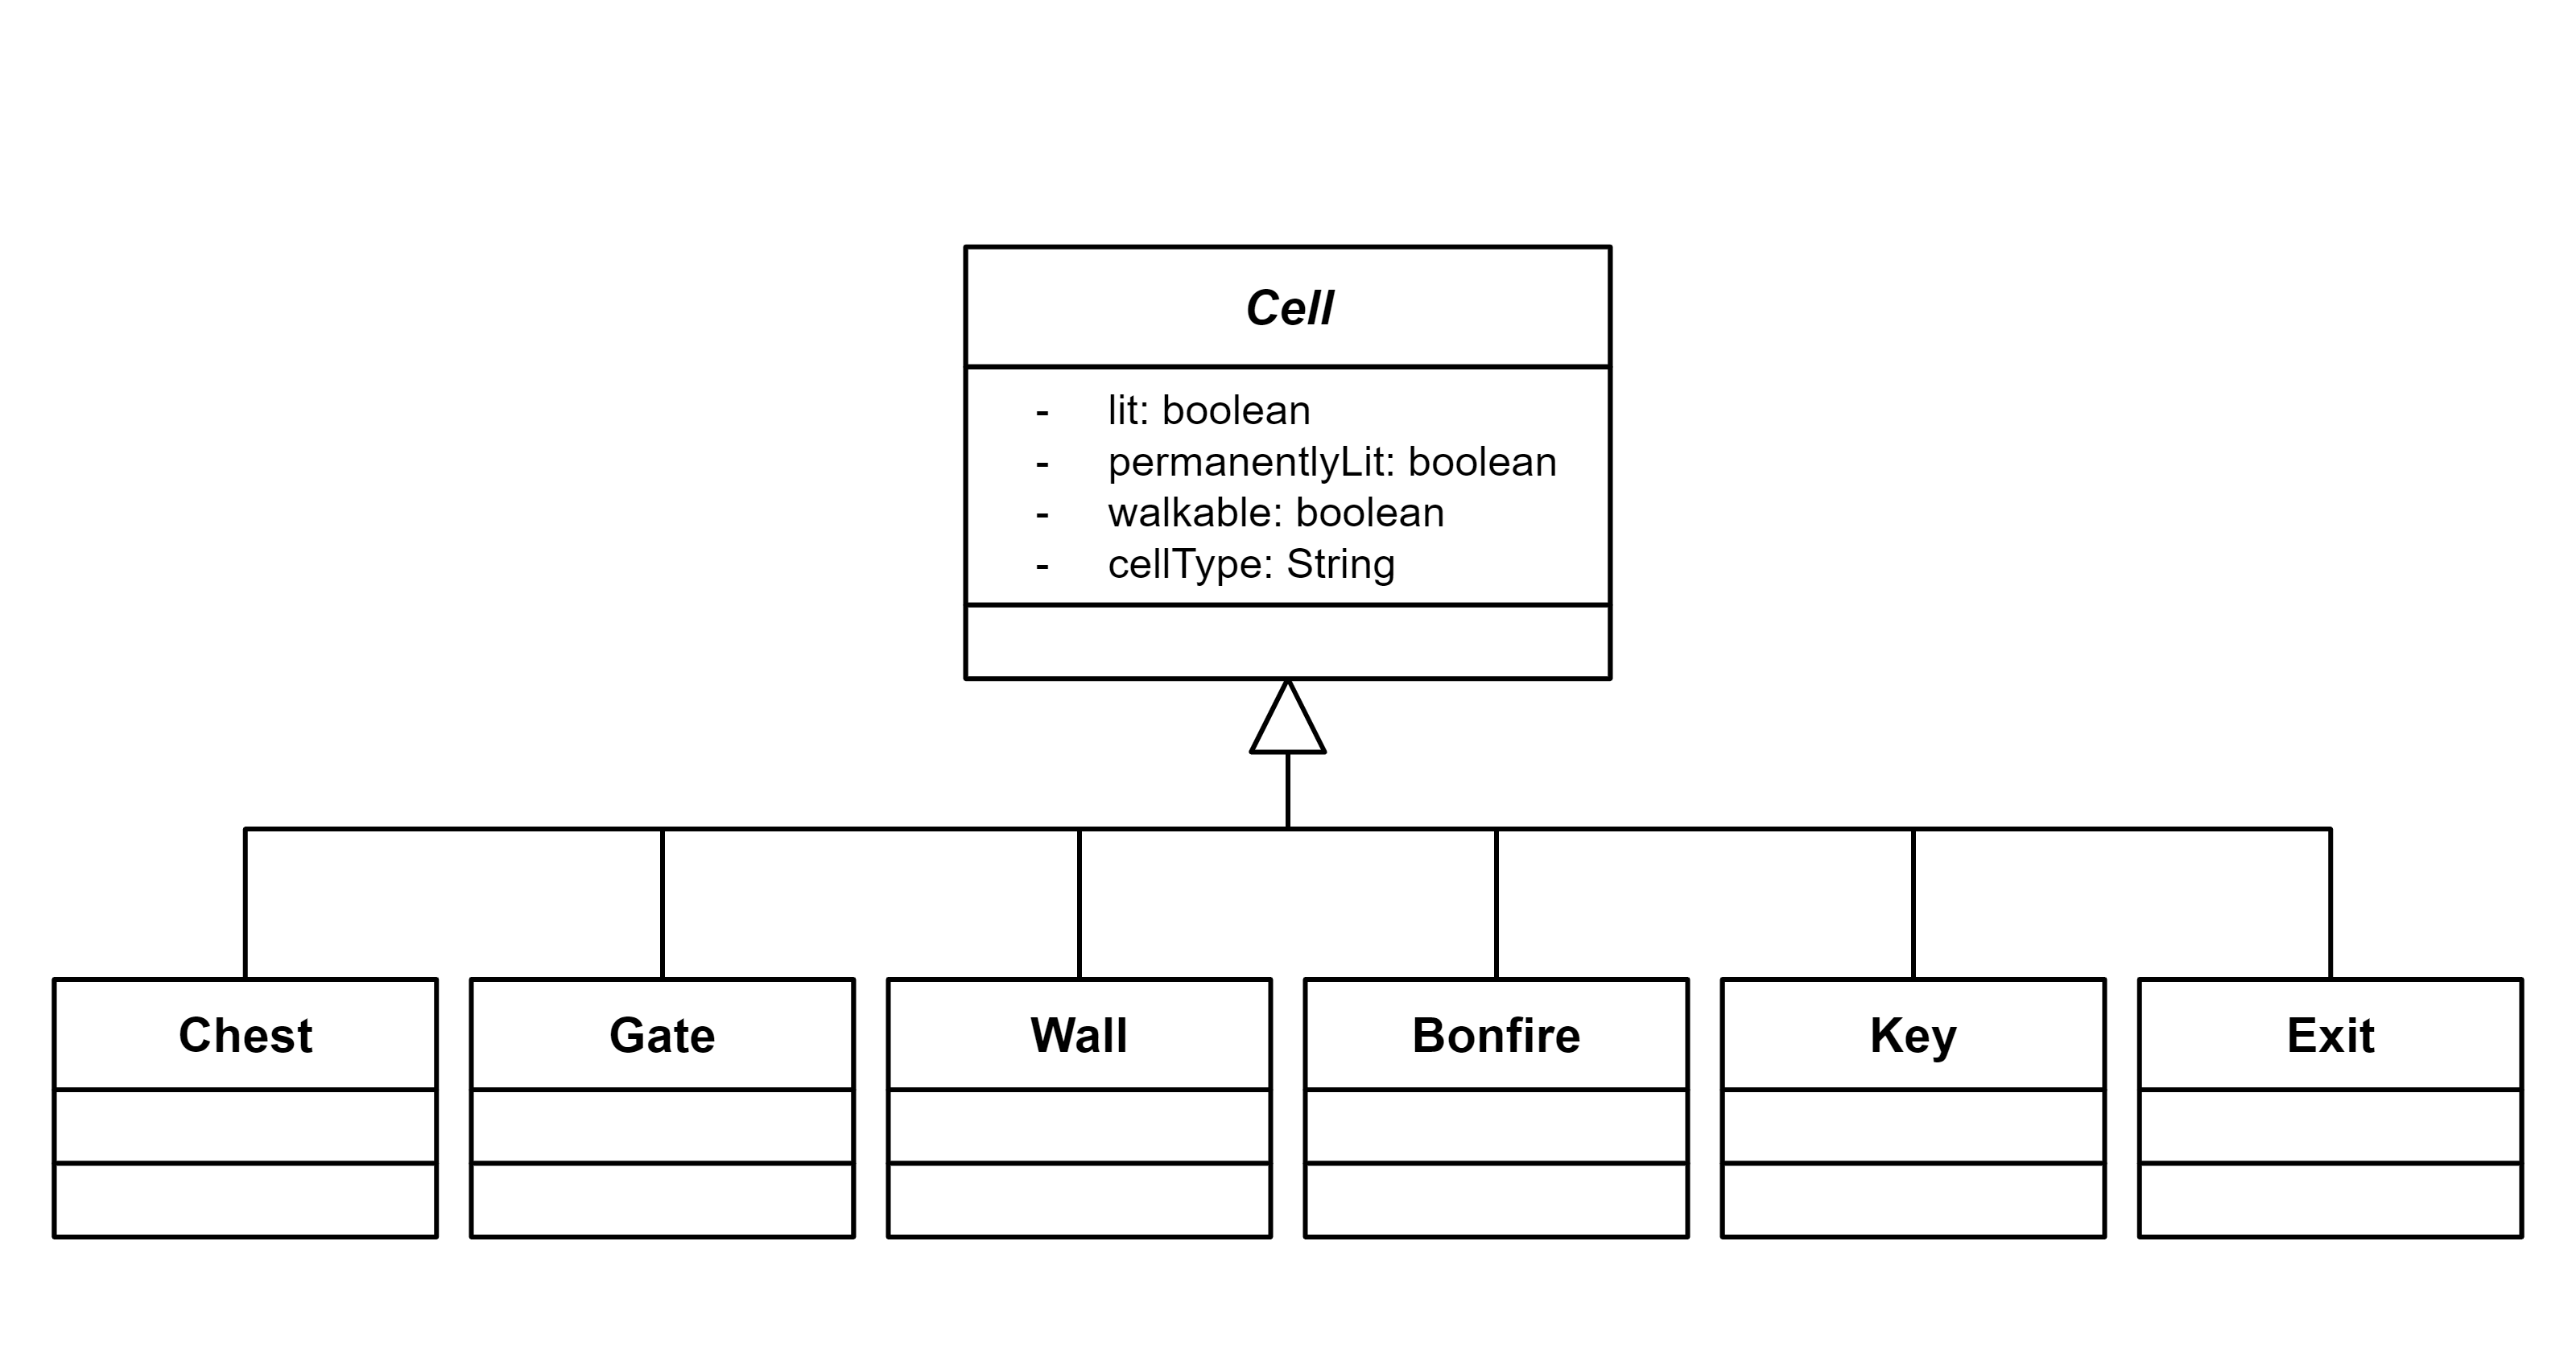 Cell
- lit: boolean
- permanentlyLit: boolean
- walkable: boolean
- cellType: String
Chest
Gate
Wall
Bonfire
Key
Exit